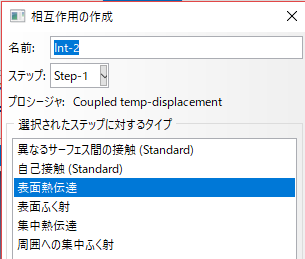 相互作用の作成
名前: Int-2
ステップ: Step-1
プロシージャ: Coupled temp-displacement
選択されたステップに対するタイプ
異なるサーフェス間の接触 (Standard)
自己接触 (Standard)
表面熱伝達
表面ふく射
集中熱伝達
周囲への集中ふく射